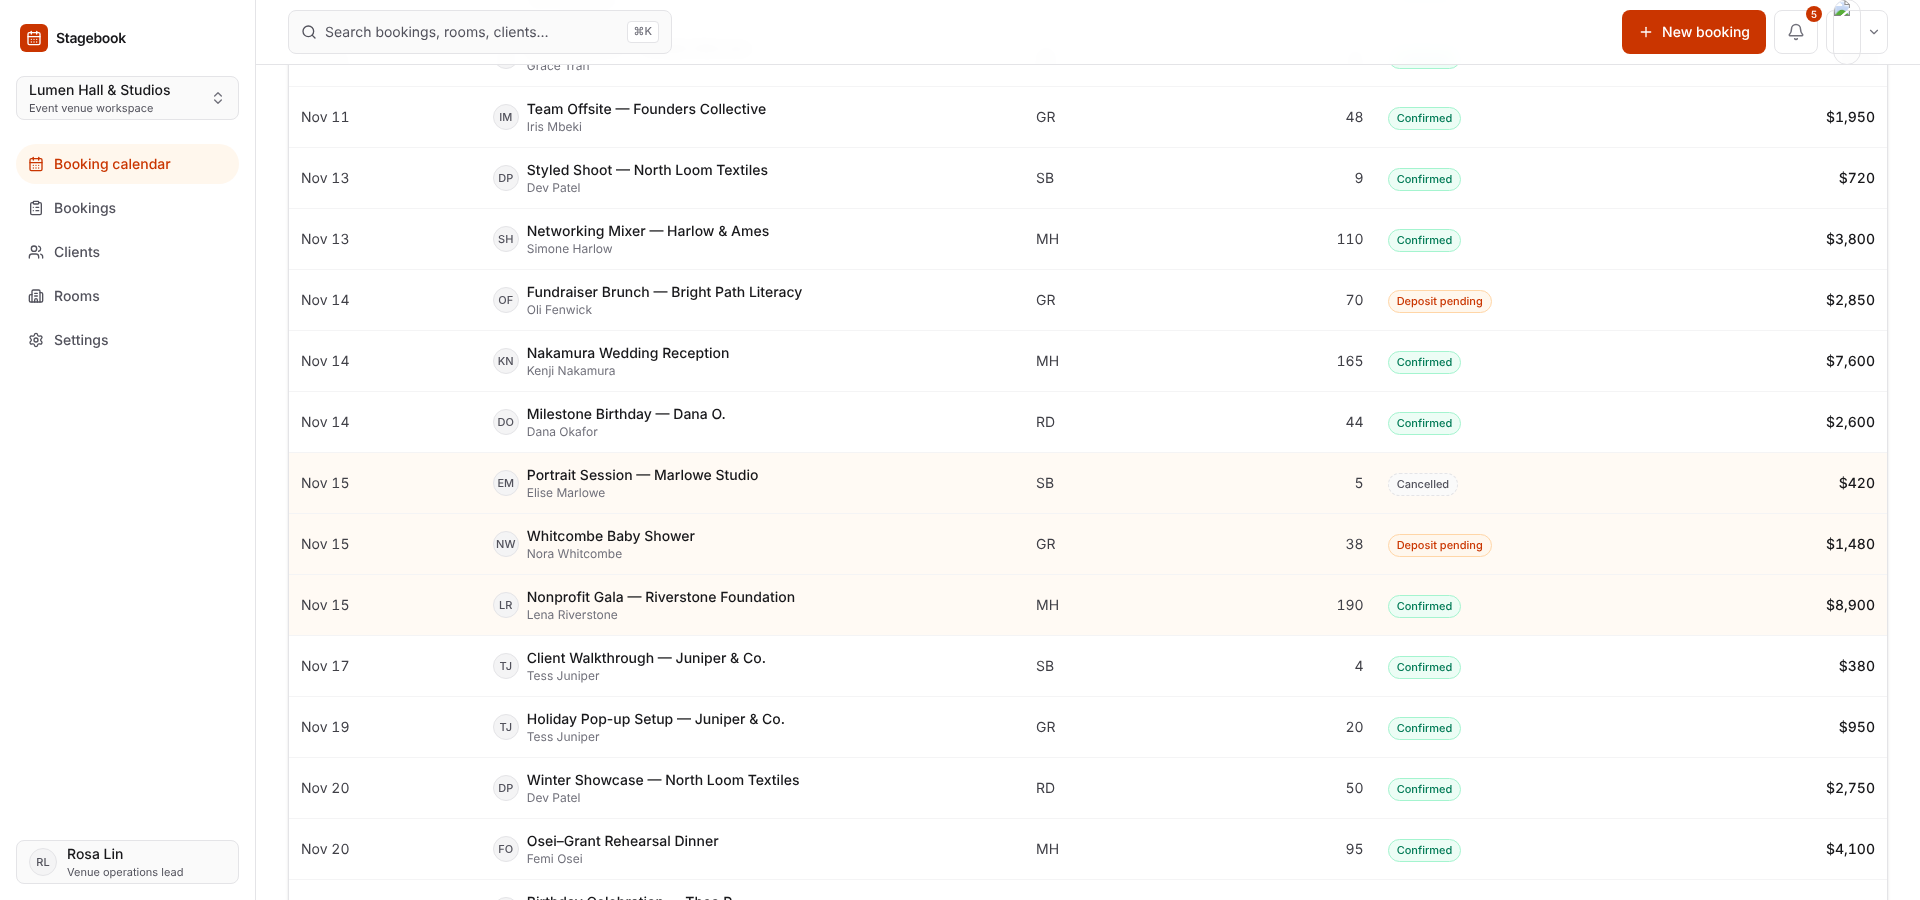 Stagebook
Search bookings, rooms, clients...
⌘K
New booking
5
Lumen Hall & Studios
Event venue workspace
Booking calendar
Bookings
Clients
Rooms
Settings
RL
Rosa Lin
Venue operations lead
Grace Tran
Nov 11 IM Team Offsite — Founders Collective GR 48 Confirmed $1,950
Iris Mbeki
Nov 13 DP Styled Shoot — North Loom Textiles SB 9 Confirmed $720
Dev Patel
Nov 13 SH Networking Mixer — Harlow & Ames MH 110 Confirmed $3,800
Simone Harlow
Nov 14 OF Fundraiser Brunch — Bright Path Literacy GR 70 Deposit pending $2,850
Oli Fenwick
Nov 14 KN Nakamura Wedding Reception MH 165 Confirmed $7,600
Kenji Nakamura
Nov 14 DO Milestone Birthday — Dana O. RD 44 Confirmed $2,600
Dana Okafor
Nov 15 EM Portrait Session — Marlowe Studio SB 5 Cancelled $420
Elise Marlowe
Nov 15 NW Whitcombe Baby Shower GR 38 Deposit pending $1,480
Nora Whitcombe
Nov 15 LR Nonprofit Gala — Riverstone Foundation MH 190 Confirmed $8,900
Lena Riverstone
Nov 17 TJ Client Walkthrough — Juniper & Co. SB 4 Confirmed $380
Tess Juniper
Nov 19 TJ Holiday Pop-up Setup — Juniper & Co. GR 20 Confirmed $950
Tess Juniper
Nov 20 DP Winter Showcase — North Loom Textiles RD 50 Confirmed $2,750
Dev Patel
Nov 20 FO Osei–Grant Rehearsal Dinner MH 95 Confirmed $4,100
Femi Osei
Birthday Celebration —